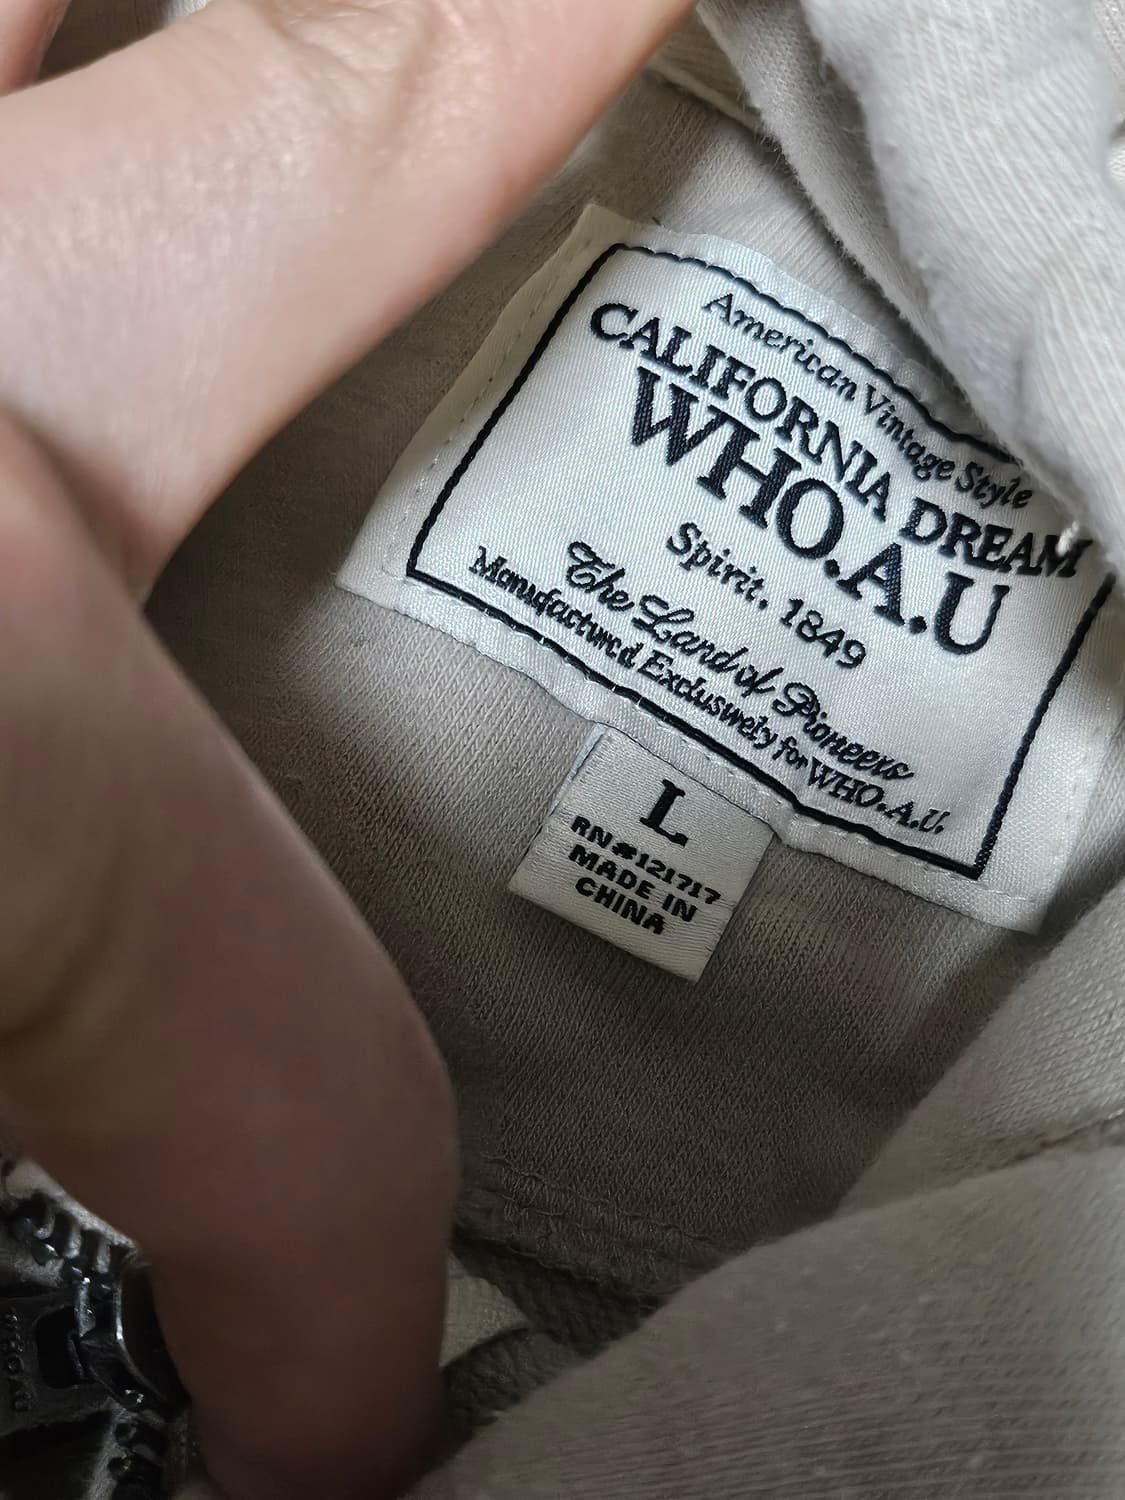 American Vintage Style
CALIFORNIA DREAM
WHO.A.U
Spirit. 1849
The Land of Pioneers
Manufactured Exclusively for WHO.A.U.
L
RN#121717
MADE IN
CHINA